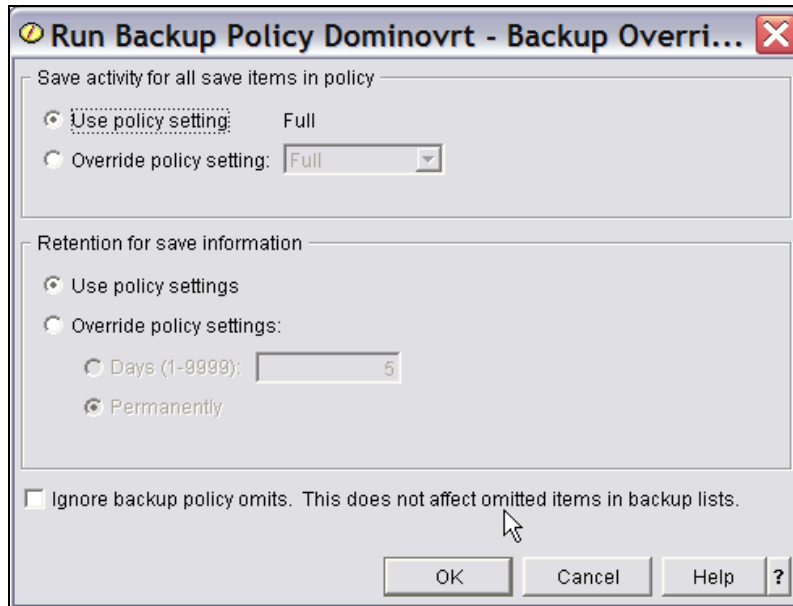 Run Backup Policy Dominovrt - Backup Overri...
Save activity for all save items in policy
Use policy setting Full
Override policy setting: Full
Retention for save information
Use policy settings
Override policy settings:
Days (1-9999): 5
Permanently
Ignore backup policy omits. This does not affect omitted items in backup lists.
OK Cancel Help ?